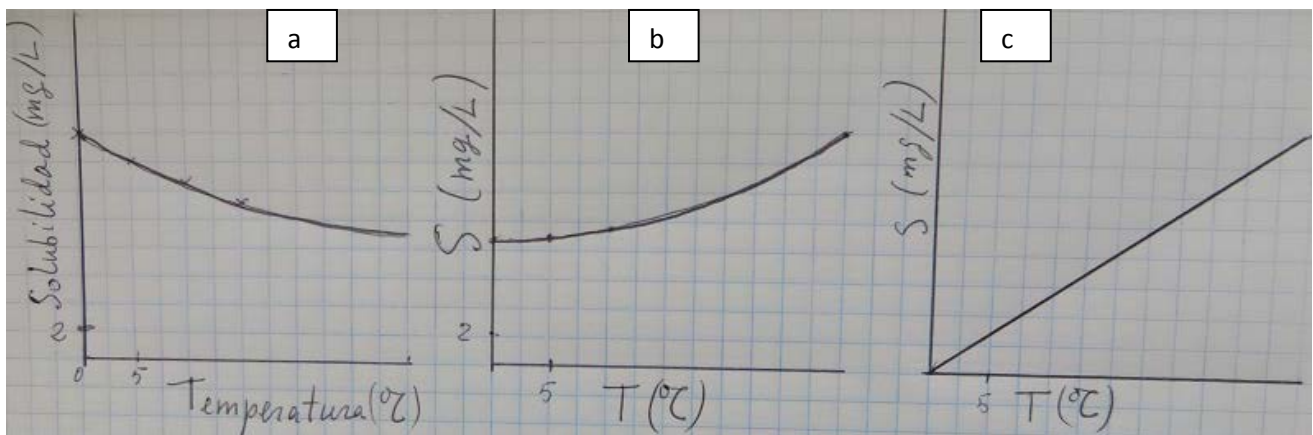 a
Solubilidad (mg/L)
2
0
5
Temperatura (°C)
b
S (mg/L)
2
5
T (°C)
c
S (mg/L)
5
T (°C)